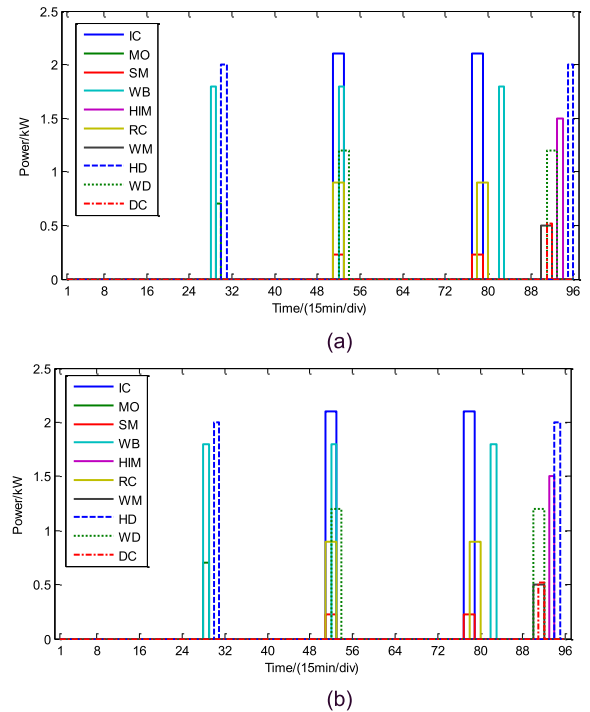 2.5
2
1.5
1
0.5
0
Power/kW
IC
MO
SM
WB
HIM
RC
WM
HD
WD
DC
1 8 16 24 32 40 48 56 64 72 80 88 96
Time/(15min/div)
(a)
2.5
2
1.5
1
0.5
0
Power/kW
IC
MO
SM
WB
HIM
RC
WM
HD
WD
DC
1 8 16 24 32 40 48 56 64 72 80 88 96
Time/(15min/div)
(b)